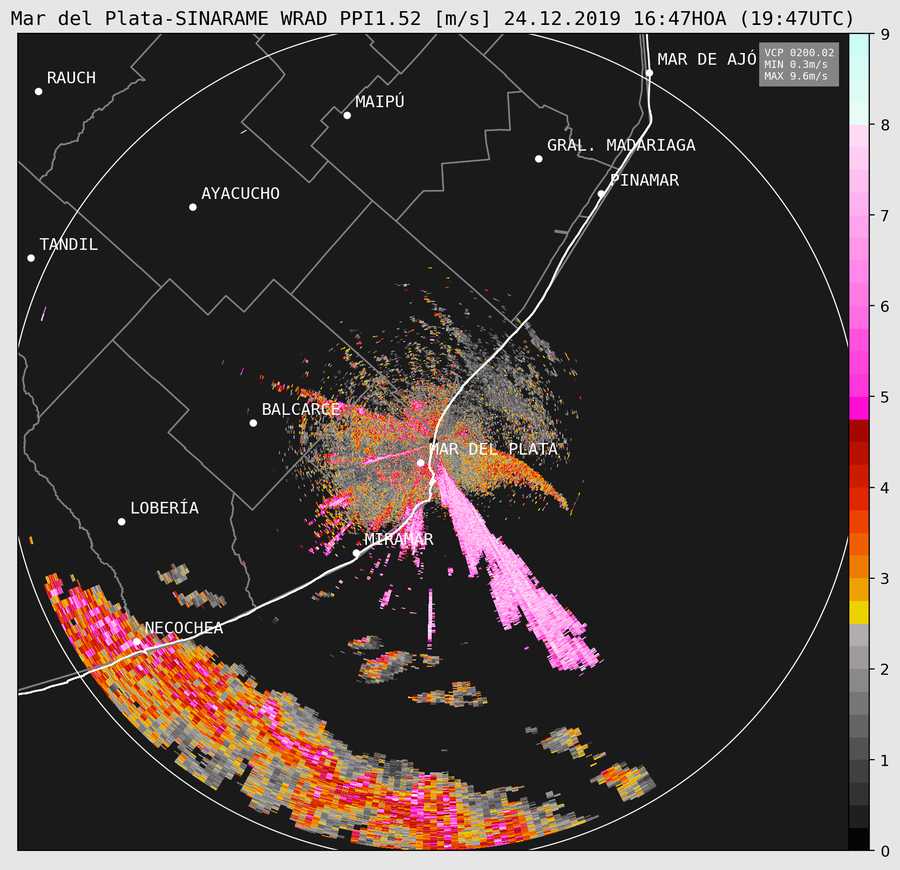 Mar del Plata-SINARAME WRAD PPI1.52 [m/s] 24.12.2019 16:47HOA (19:47UTC)
VCP 0200.02
MIN 0.3m/s
MAX 9.6m/s
MAR DE AJÓ
RAUCH
MAIPÚ
GRAL. MADARIAGA
PINAMAR
AYACUCHO
TANDIL
BALCARCE
MAR DEL PLATA
LOBERÍA
MIRAMAR
NECOCHEA
9
8
7
6
5
4
3
2
1
0